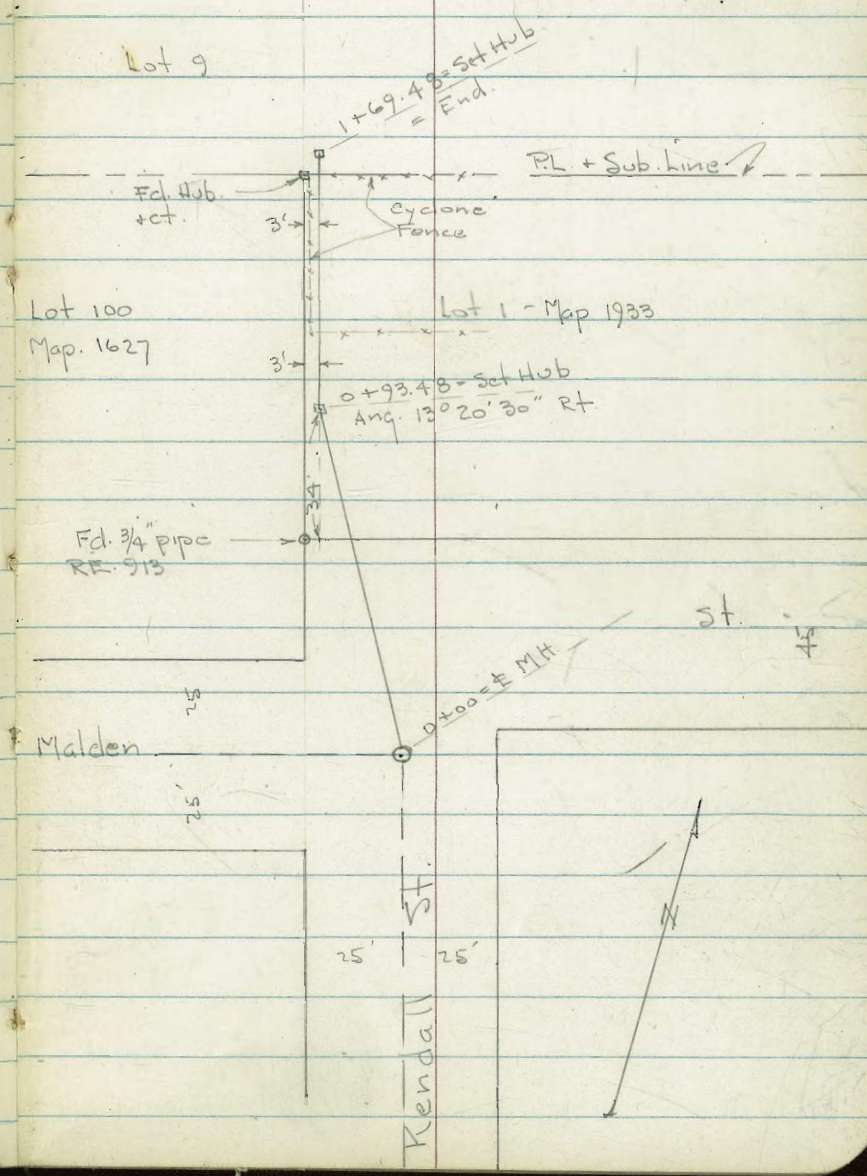 Lot 9
1+69.48 = Set Hub
= End.
P.L. + Sub. Line
Fd. Hub.
+ct.
3'
Cyclone
Fence
Lot 100
Map. 1627
Lot 1 - Map 1933
3'
0+93.48 = Set Hub
Ang. 13° 20' 30" Rt
34'
Fd. 3/4" pipe
R.E. 913
St.
0+00 = ℄ MH
25'
Malden
25'
Kendall St.
25' 25'
N